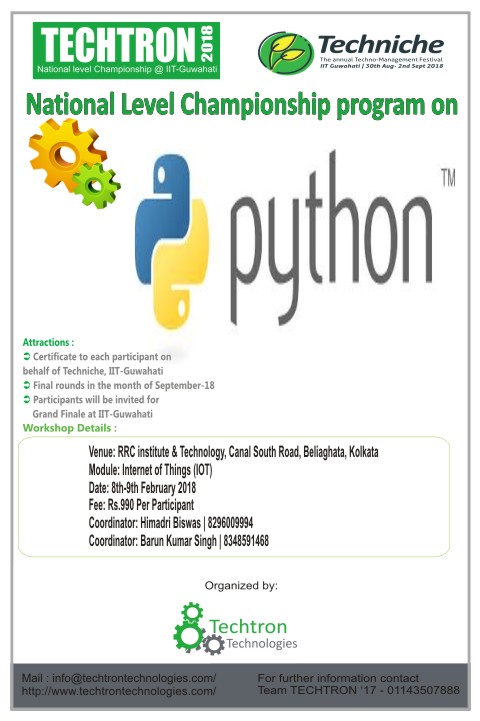 TECHTRON 2018
National level Championship @ IIT-Guwahati
Techniche
The annual Techno-Management Festival
IIT Guwahati | 30th Aug- 2nd Sept 2018
National Level Championship program on
python TM
Attractions :
Certificate to each participant on
behalf of Techniche, IIT-Guwahati
Final rounds in the month of September-18
Participants will be invited for
Grand Finale at IIT-Guwahati
Workshop Details :
Venue: RRC institute & Technology, Canal South Road, Beliaghata, Kolkata
Module: Internet of Things (IOT)
Date: 8th-9th February 2018
Fee: Rs.990 Per Participant
Coordinator: Himadri Biswas | 8296009994
Coordinator: Barun Kumar Singh | 8348591468
Organized by:
Techtron
Technologies
Mail : info@techtrontechnologies.com/
http://www.techtrontechnologies.com/
For further information contact
Team TECHTRON '17 - 01143507888